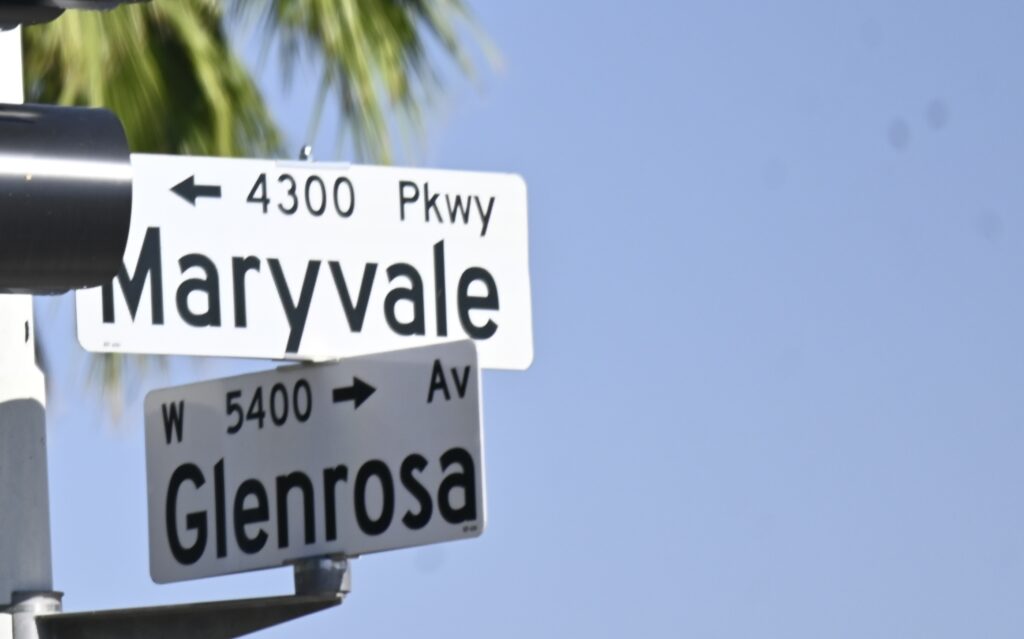 ← 4300 Pkwy
Maryvale
W 5400 → Av
Glenrosa